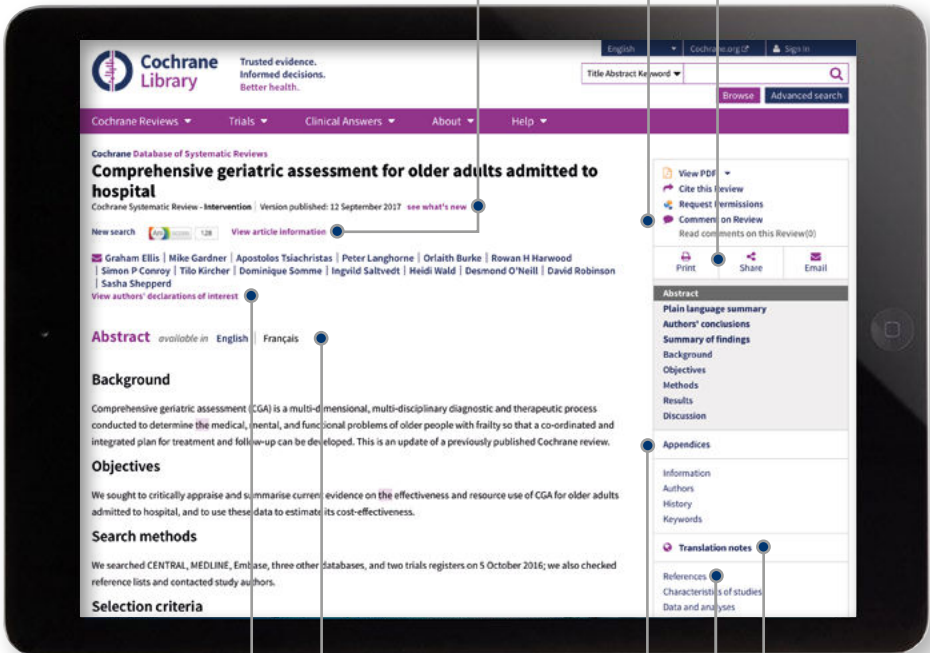 English
Cochrane.org
Sign In
Cochrane
Library
Trusted evidence.
Informed decisions.
Better health.
Title Abstract Keyword
Browse
Advanced search
Cochrane Reviews
Trials
Clinical Answers
About
Help
Cochrane Database of Systematic Reviews
Comprehensive geriatric assessment for older adults admitted to
hospital
Cochrane Systematic Review - Intervention | Version published: 12 September 2017 see what's new
New search
128
View article information
Graham Ellis | Mike Gardner | Apostolos Tsiachristas | Peter Langhorne | Orlaith Burke | Rowan H Harwood
| Simon P Conroy | Tilo Kircher | Dominique Somme | Ingvild Saltvedt | Heidi Wald | Desmond O'Neill | David Robinson
| Sasha Shepperd
View authors' declarations of interest
Abstract available in English | Français
Background
Comprehensive geriatric assessment (CGA) is a multi-dimensional, multi-disciplinary diagnostic and therapeutic process
conducted to determine the medical, mental, and functional problems of older people with frailty so that a co-ordinated and
integrated plan for treatment and follow-up can be developed. This is an update of a previously published Cochrane review.
Objectives
We sought to critically appraise and summarise current evidence on the effectiveness and resource use of CGA for older adults
admitted to hospital, and to use these data to estimate its cost-effectiveness.
Search methods
We searched CENTRAL, MEDLINE, Embase, three other databases, and two trials registers on 5 October 2016; we also checked
reference lists and contacted study authors.
Selection criteria
View PDF
Cite this Review
Request Permissions
Comment on Review
Read comments on this Review(0)
Print
Share
Email
Abstract
Plain language summary
Authors' conclusions
Summary of findings
Background
Objectives
Methods
Results
Discussion
Appendices
Information
Authors
History
Keywords
Translation notes
References
Characteristics of studies
Data and analyses